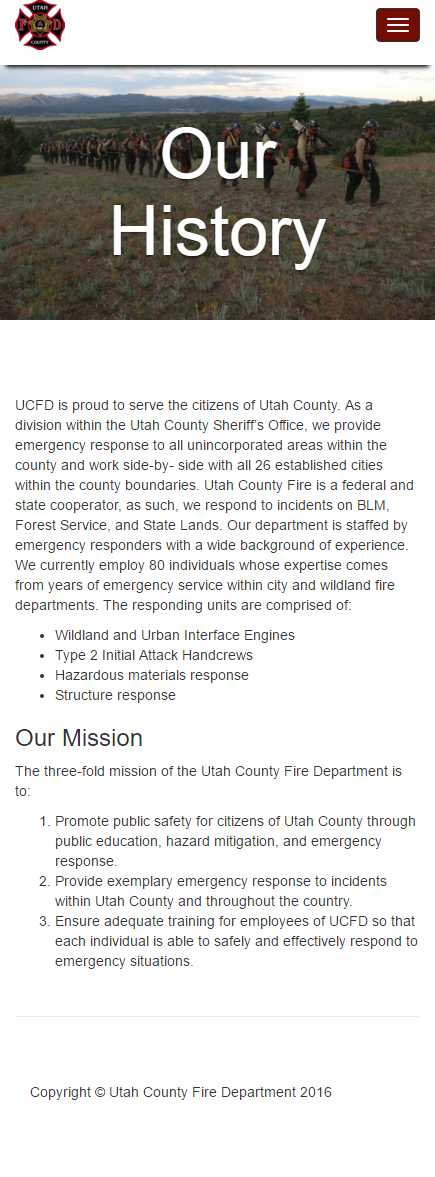 UTAH
F D
COUNTY
Our
History
UCFD is proud to serve the citizens of Utah County. As a
division within the Utah County Sheriff's Office, we provide
emergency response to all unincorporated areas within the
county and work side-by- side with all 26 established cities
within the county boundaries. Utah County Fire is a federal and
state cooperator, as such, we respond to incidents on BLM,
Forest Service, and State Lands. Our department is staffed by
emergency responders with a wide background of experience.
We currently employ 80 individuals whose expertise comes
from years of emergency service within city and wildland fire
departments. The responding units are comprised of:
• Wildland and Urban Interface Engines
• Type 2 Initial Attack Handcrews
• Hazardous materials response
• Structure response
Our Mission
The three-fold mission of the Utah County Fire Department is
to:
1. Promote public safety for citizens of Utah County through
public education, hazard mitigation, and emergency
response.
2. Provide exemplary emergency response to incidents
within Utah County and throughout the country.
3. Ensure adequate training for employees of UCFD so that
each individual is able to safely and effectively respond to
emergency situations.
Copyright © Utah County Fire Department 2016